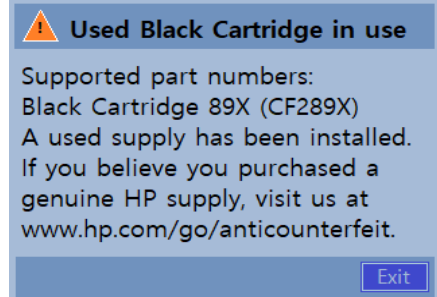 Used Black Cartridge in use
Supported part numbers:
Black Cartridge 89X (CF289X)
A used supply has been installed.
If you believe you purchased a
genuine HP supply, visit us at
www.hp.com/go/anticounterfeit.
Exit